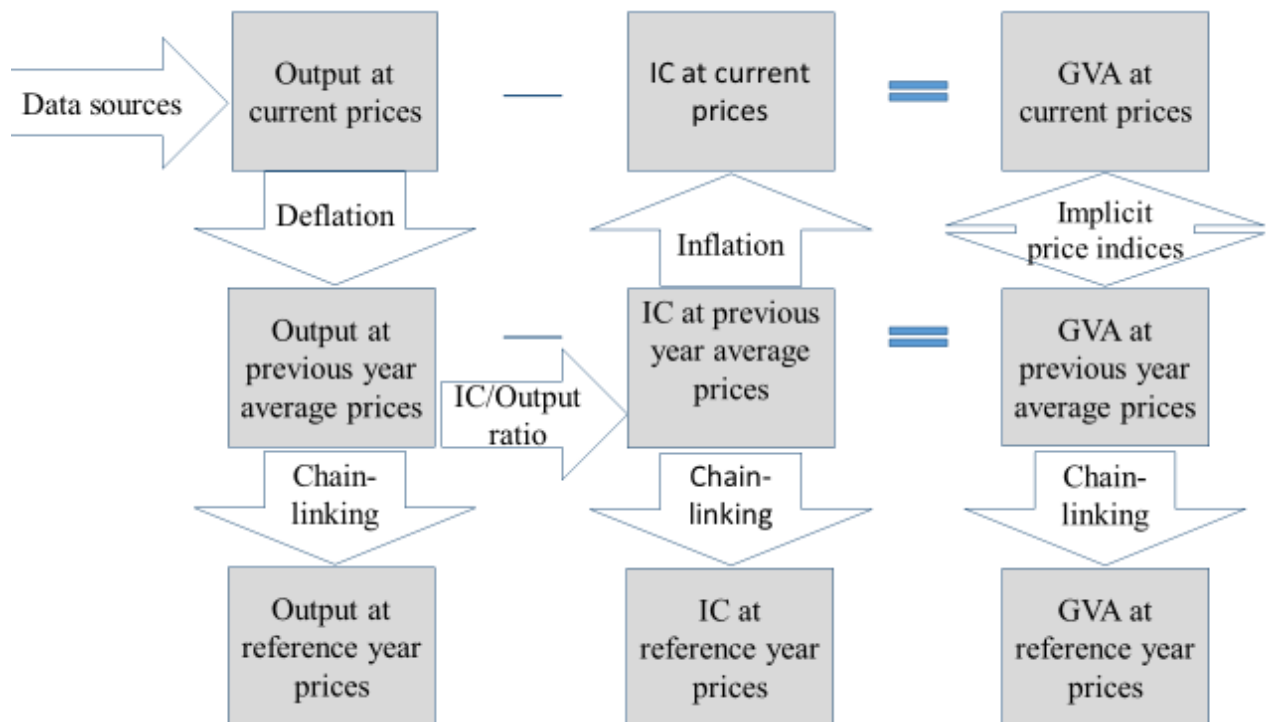 Data sources
Output at
current prices
IC at current
prices
GVA at
current prices
Deflation
Inflation
Implicit
price indices
Output at
previous year
average prices
IC/Output
ratio
IC at previous
year average
prices
GVA at
previous year
average prices
Chain-
linking
Chain-
linking
Chain-
linking
Output at
reference year
prices
IC at
reference year
prices
GVA at
reference year
prices